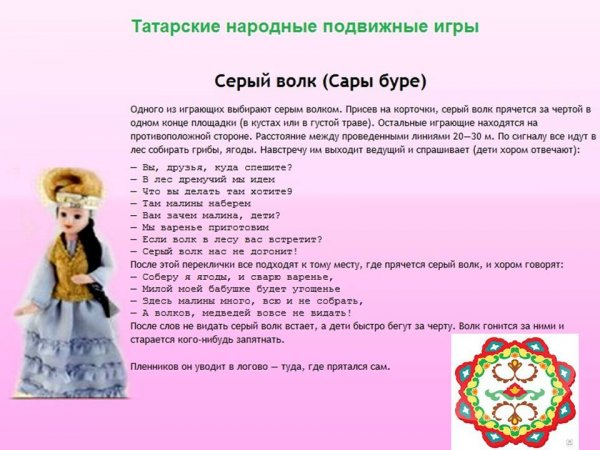 Татарские народные подвижные игры
Серый волк (Сары буре)
Одного из играющих выбирают серым волком. Присев на корточки, серый волк прячется за чертой в
одном конце площадки (в кустах или в густой траве). Остальные играющие находятся на
противоположной стороне. Расстояние между проведенными линиями 20—30 м. По сигналу все идут в
лес собирать грибы, ягоды. Навстречу им выходит ведущий и спрашивает (дети хором отвечают):
— Вы, друзья, куда спешите?
— В лес дремучий мы идем
— Что вы делать там хотите9
— Там малины наберем
— Вам зачем малина, дети?
— Мы варенье приготовим
— Если волк в лесу вас встретит?
— Серый волк нас не догонит!
После этой переклички все подходят к тому месту, где прячется серый волк, и хором говорят:
— Соберу я ягоды, и сварю варенье,
— Милой моей бабушке будет угощенье
— Здесь малины много, всю и не собрать,
— А волков, медведей вовсе не видать!
После слов не видать серый волк встает, а дети быстро бегут за черту. Волк гонится за ними и
старается кого-нибудь запятнать.
Пленников он уводит в логово — туда, где прятался сам.